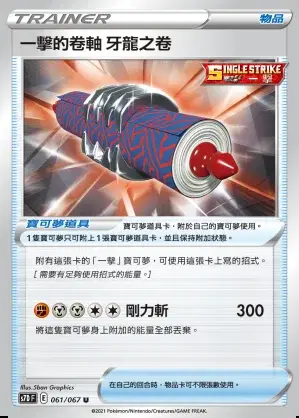 TRAINER 物品
一擊的卷軸 牙龍之卷
SINGLE STRIKE
一擊
寶可夢道具
寶可夢道具卡，附於自己的寶可夢使用。
1隻寶可夢只可附上1張寶可夢道具卡，並且保持附加狀態。
附有這張卡的「一擊」寶可夢，可使用這張卡上寫的招式。
［需要有足夠使用招式的能量。］
剛力斬 300
將這隻寶可夢身上附加的能量全部丟棄。
Illus. 5ban Graphics
S7D F E 061/067 U
在自己的回合時，物品卡可不限張數使用。
©2021 Pokémon/Nintendo/Creatures/GAME FREAK.